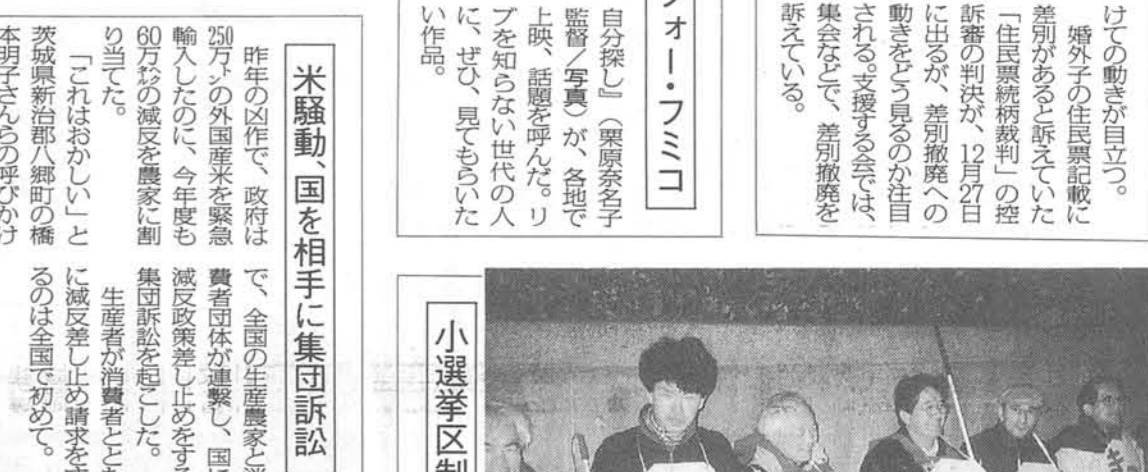 けての動きが目立つ。
婚外子の住民票記載に
差別があると訴えていた
「住民票続柄裁判」の控
訴審の判決が、12月27日
に出るが、差別撤廃への
動きをどう見るのか注目
される。支援する会では、
集会などで、差別撤廃を
訴えている。
フォー・フミコ
自分探し』(栗原奈名子
監督/写真)が、各地で
上映、話題を呼んだ。リ
ブを知らない世代の人
に、ぜひ、見てもらいた
い作品。
小選挙区制
米騒動、国を相手に集団訴訟
昨年の凶作で、政府は
250万㌧の外国産米を緊急
輸入したのに、今年度も
60万㌶の減反を農家に割
り当てた。
「これはおかしい」と
茨城県新治郡八郷町の橋
本明子さんらの呼びかけ
で、全国の生産農家と消
費者団体が連繋し、国に
減反政策差し止めをする
集団訴訟を起こした。
生産者が消費者ととも
に減反差し止め請求をす
るのは全国で初めて。